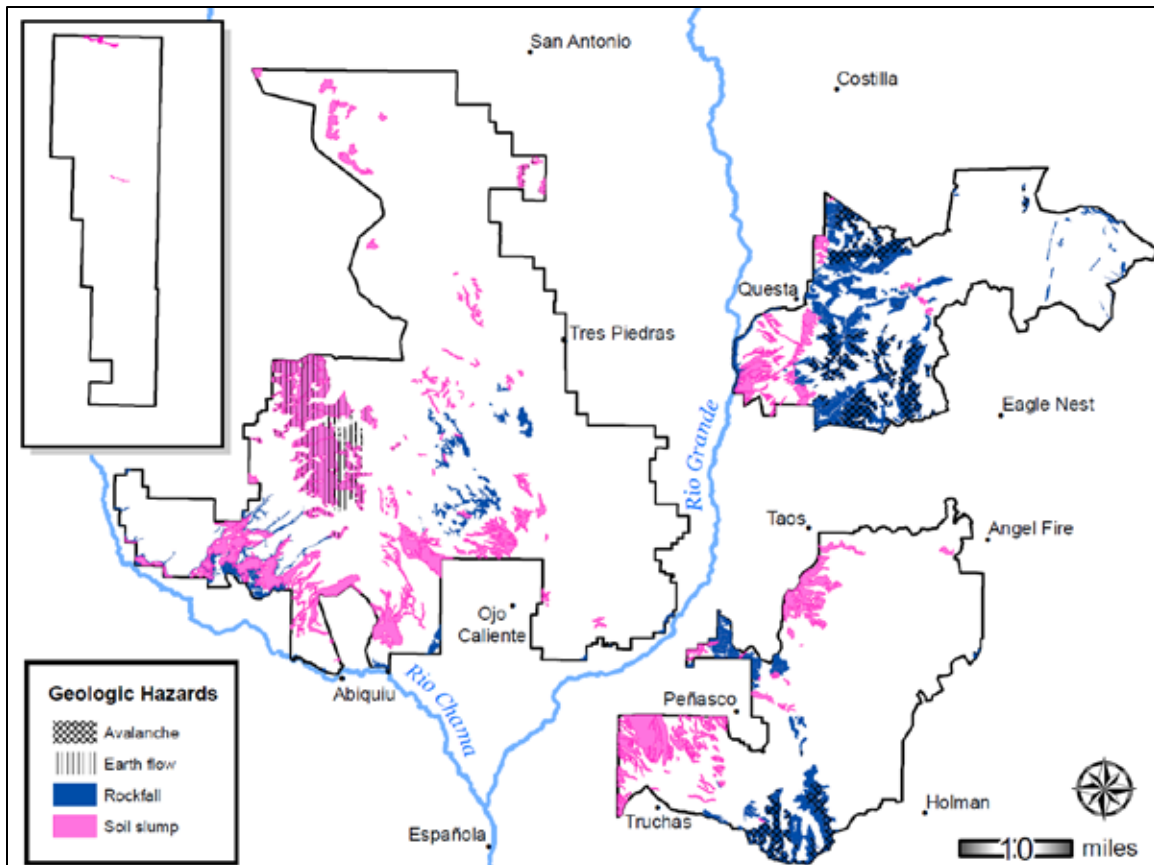 San Antonio
Costilla
Questa
Tres Piedras
Eagle Nest
Rio Grande
Taos
Angel Fire
Ojo
Caliente
Abiquiu
Rio Chama
Peñasco
Truchas
Holman
Española
Geologic Hazards
Avalanche
Earth flow
Rockfall
Soil slump
10 miles